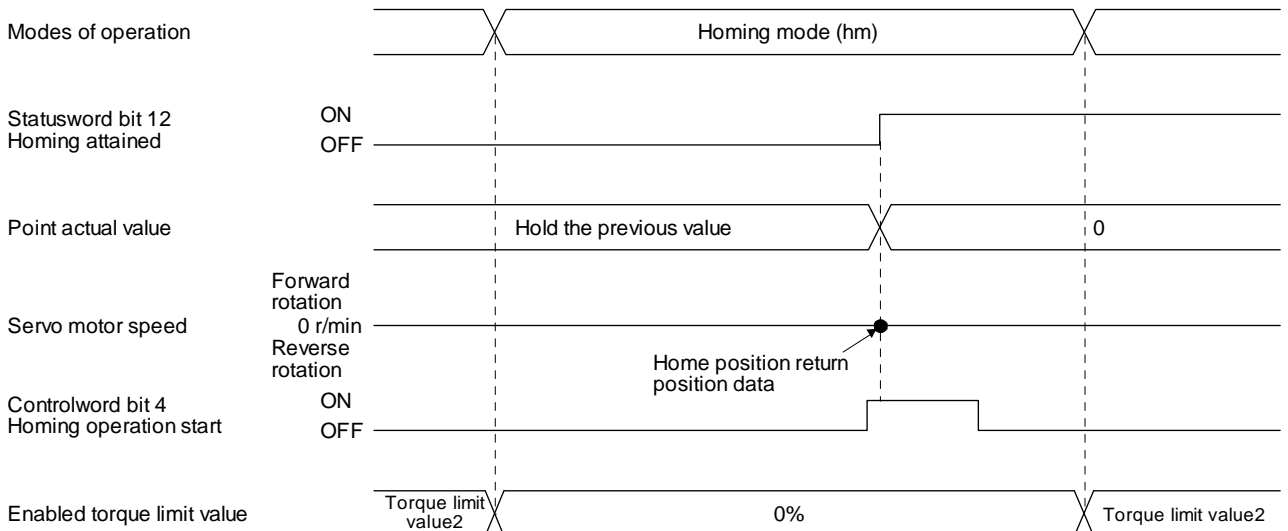 Modes of operation
Homing mode (hm)
Statusword bit 12
Homing attained
ON
OFF
Point actual value
Hold the previous value
0
Servo motor speed
Forward
rotation
0 r/min
Reverse
rotation
Home position return
position data
Controlword bit 4
Homing operation start
ON
OFF
Enabled torque limit value
Torque limit
value2
0%
Torque limit value2